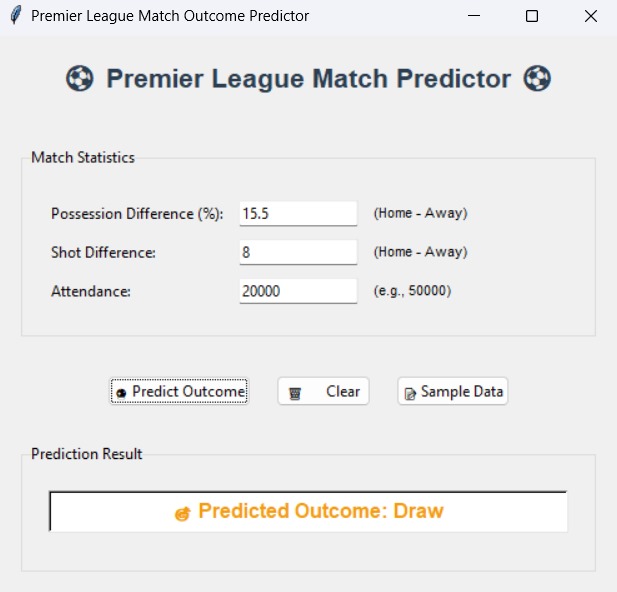 Premier League Match Outcome Predictor
Premier League Match Predictor
Match Statistics
Possession Difference (%): 15.5 (Home - Away)
Shot Difference: 8 (Home - Away)
Attendance: 20000 (e.g., 50000)
Predict Outcome Clear Sample Data
Prediction Result
Predicted Outcome: Draw